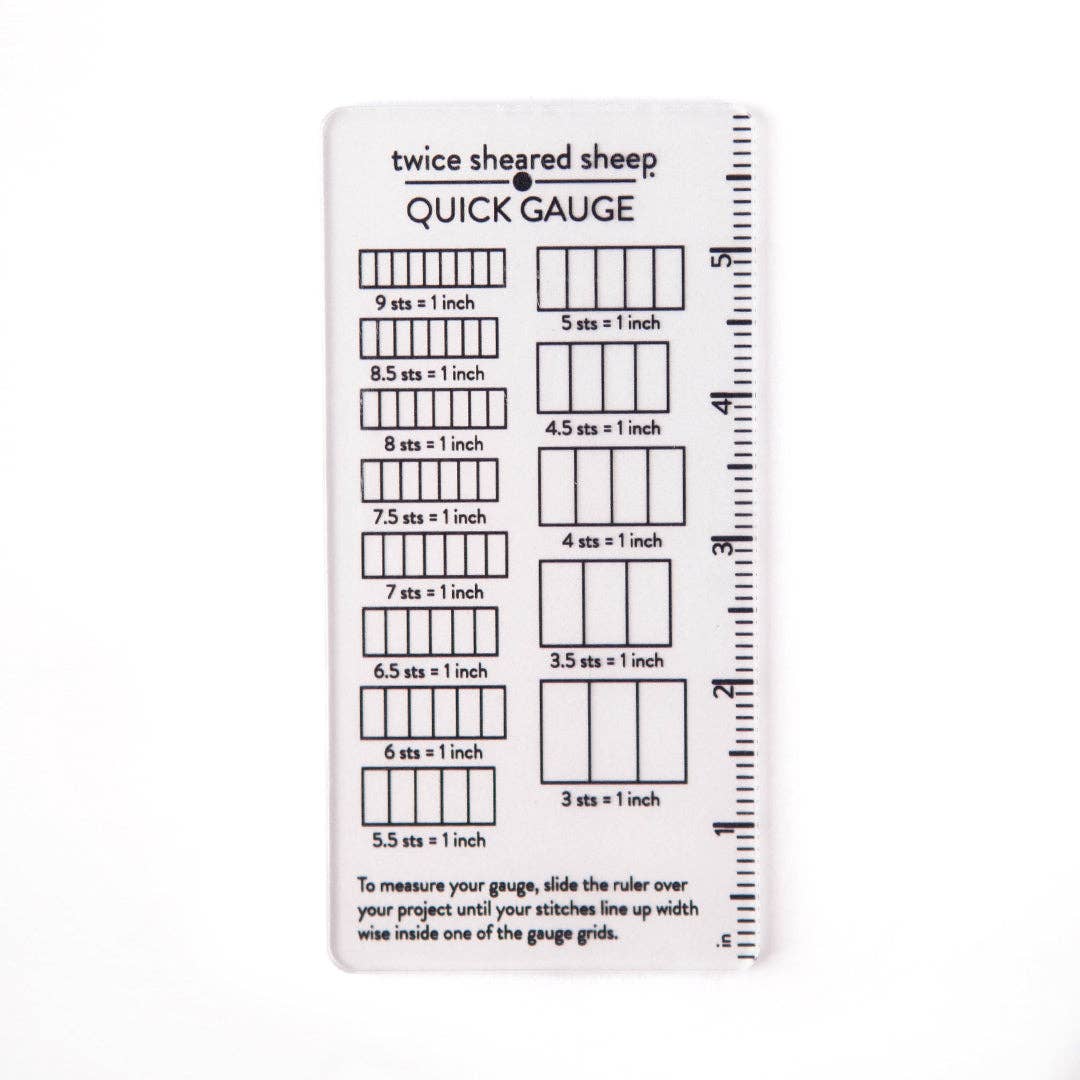 twice sheared sheep
QUICK GAUGE
9 sts = 1 inch
8.5 sts = 1 inch
8 sts = 1 inch
7.5 sts = 1 inch
7 sts = 1 inch
6.5 sts = 1 inch
6 sts = 1 inch
5.5 sts = 1 inch
5 sts = 1 inch
4.5 sts = 1 inch
4 sts = 1 inch
3.5 sts = 1 inch
3 sts = 1 inch
To measure your gauge, slide the ruler over
your project until your stitches line up width
wise inside one of the gauge grids.
5
4
3
2
1
in